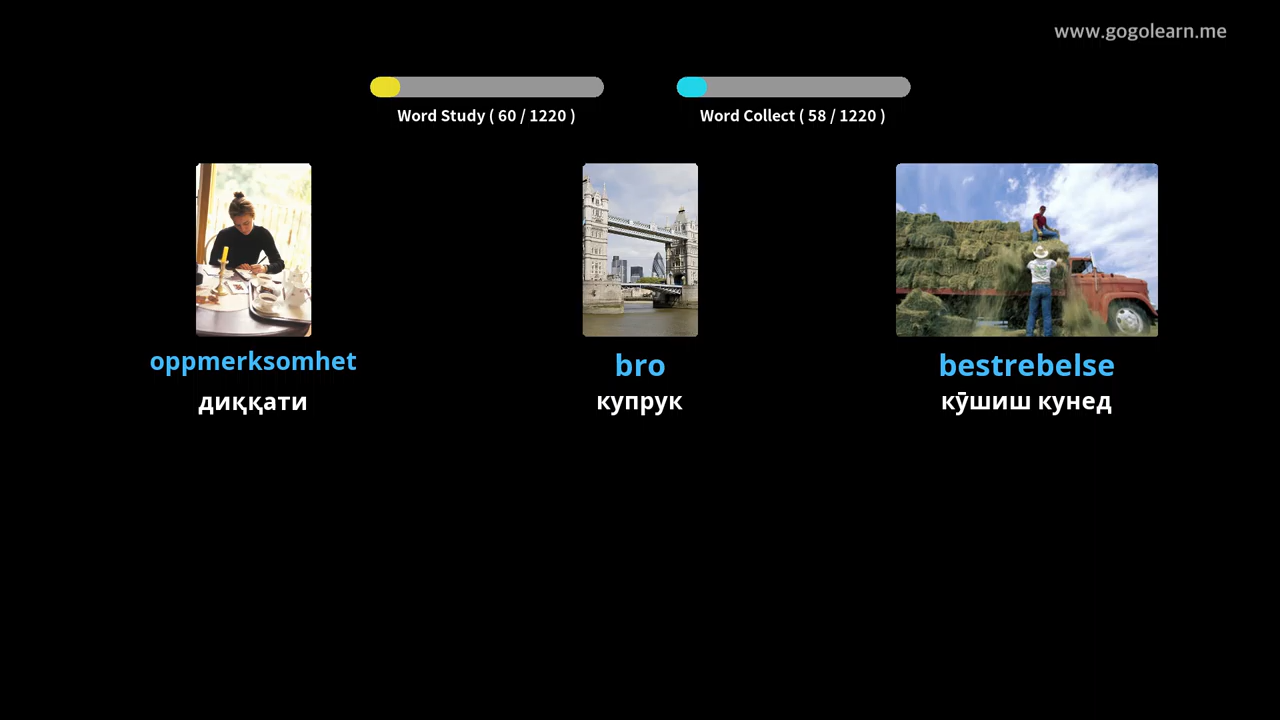 www.gogolearn.me
Word Study ( 60 / 1220 )
Word Collect ( 58 / 1220 )
oppmerksomhet
диққати
bro
купрук
bestrebelse
кӯшиш кунед